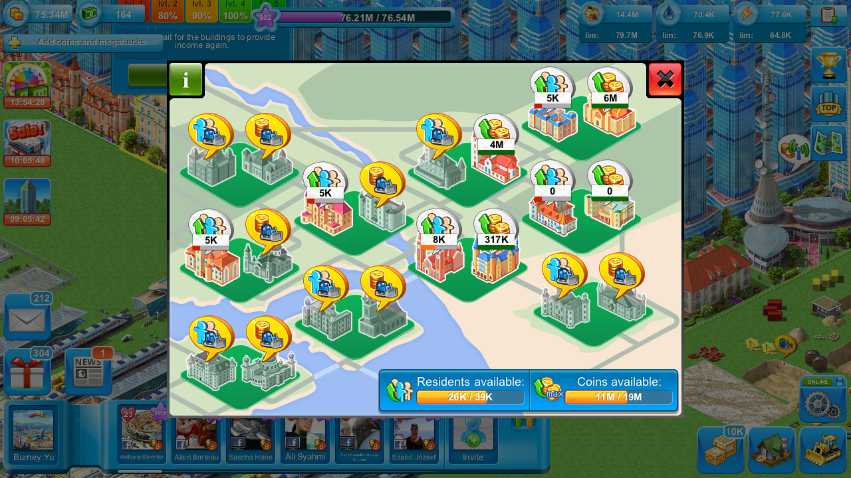 75.34M
164
lvl. 2
80%
lvl. 3
90%
lvl. 4
100%
302
76.21M / 76.54M
14.4M
lim: 79.7M
70.4K
lim: 76.9K
77.6K
lim: 84.8K
Add coins and megabucks
ait for the buildings to provide
income again.
i
5K
6M
4M
5K
0
0
5K
8K
317K
Residents available:
26K / 39K
Coins available:
11M / 19M
max
13:54:28
Sale!
10:05:48
09:05:42
TOP
212
304
NEWS
1
ONLINE
10K
Burney Yu
23
Sascha Hane
Ali Syahmi
Szabó József
Invite